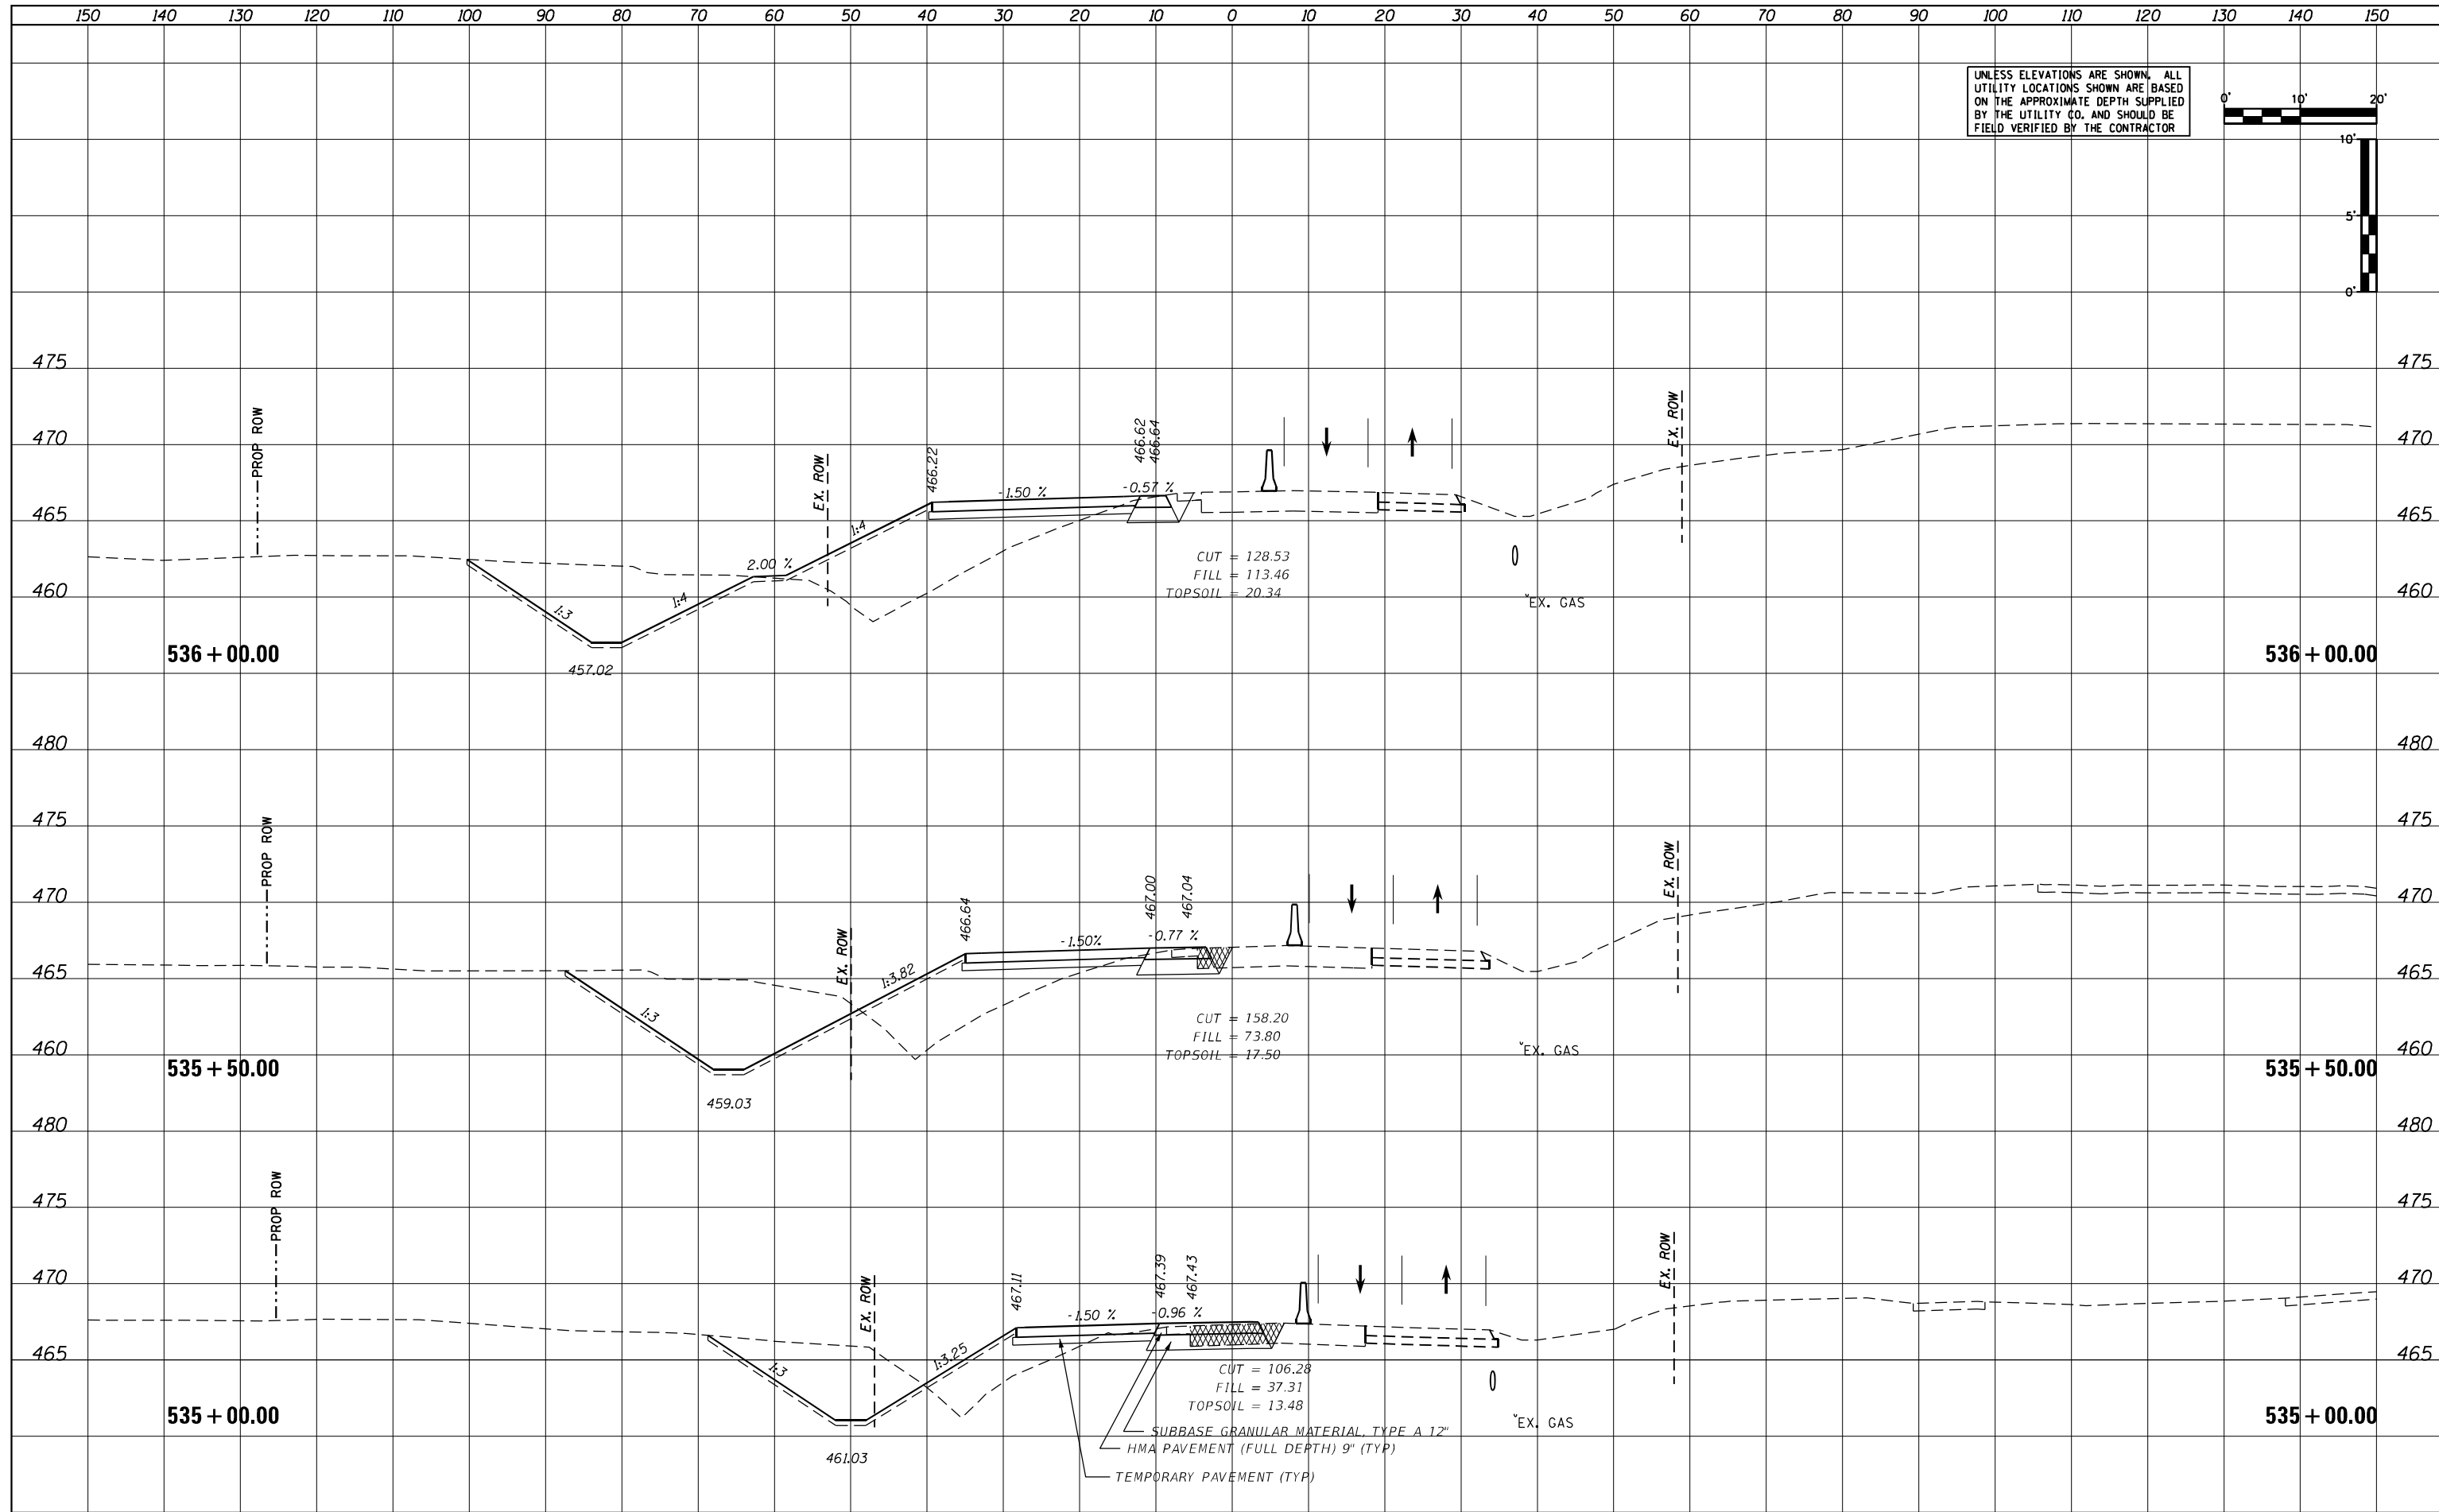 150 140 130 120 110 100 90 80 70 60 50 40 30 20 10 0 10 20 30 40 50 60 70 80 90 100 110 120 130 140 150
UNLESS ELEVATIONS ARE SHOWN, ALL
UTILITY LOCATIONS SHOWN ARE BASED
ON THE APPROXIMATE DEPTH SUPPLIED
BY THE UTILITY CO. AND SHOULD BE
FIELD VERIFIED BY THE CONTRACTOR
0' 10' 20'
10'
5'
0'
475 475
470 470
465 465
460 460
PROP ROW
EX. ROW
466.22
466.62
466.64
EX. ROW
-1.50 %
-0.57 %
1:4
2.00 %
1:4
1:3
457.02
CUT = 128.53
FILL = 113.46
TOPSOIL = 20.34
EX. GAS
536+00.00 536+00.00
480 480
475 475
470 470
465 465
460 460
PROP ROW
EX. ROW
466.64
467.00
467.04
EX. ROW
-1.50%
-0.77 %
1:3.82
1:3
459.03
CUT = 158.20
FILL = 73.80
TOPSOIL = 17.50
EX. GAS
535+50.00 535+50.00
480 480
475 475
470 470
465 465
PROP ROW
EX. ROW
467.11
467.39
467.43
EX. ROW
-1.50 %
-0.96 %
1:3.25
1:3
461.03
CUT = 106.28
FILL = 37.31
TOPSOIL = 13.48
EX. GAS
535+00.00 535+00.00
SUBBASE GRANULAR MATERIAL, TYPE A 12"
HMA PAVEMENT (FULL DEPTH) 9" (TYP)
TEMPORARY PAVEMENT (TYP)